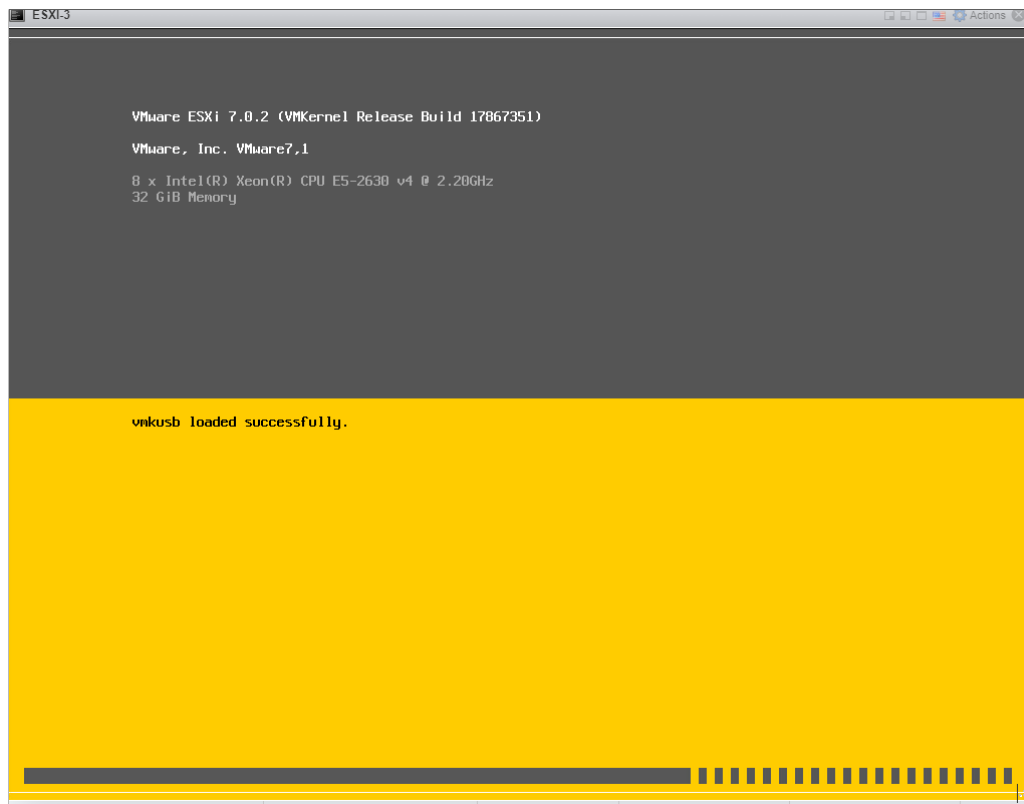 ESXI-3
Actions
VMware ESXi 7.0.2 (VMKernel Release Build 17867351)
VMware, Inc. VMware7,1
8 x Intel(R) Xeon(R) CPU E5-2630 v4 @ 2.20GHz
32 GiB Memory
vmkusb loaded successfully.